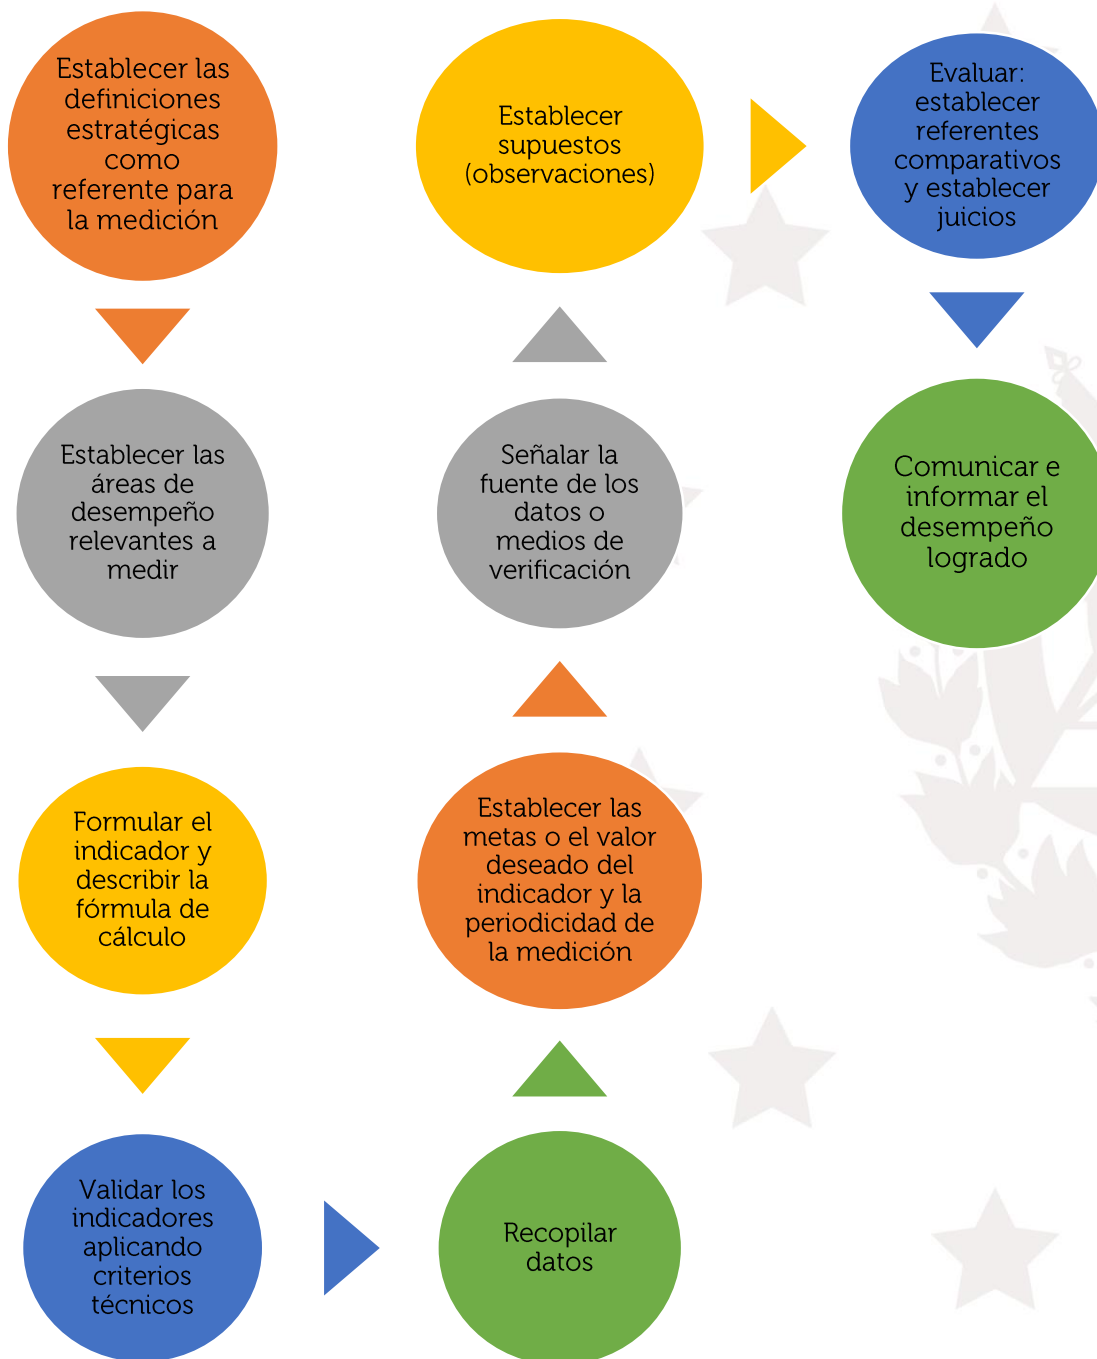 Establecer las
definiciones
estratégicas
como
referente para
la medición
Establecer las
áreas de
desempeño
relevantes a
medir
Formular el
indicador y
describir la
fórmula de
cálculo
Validar los
indicadores
aplicando
criterios
técnicos
Recopilar
datos
Establecer las
metas o el valor
deseado del
indicador y la
periodicidad de
la medición
Señalar la
fuente de los
datos o
medios de
verificación
Establecer
supuestos
(observaciones)
Evaluar:
establecer
referentes
comparativos
y establecer
juicios
Comunicar e
informar el
desempeño
logrado